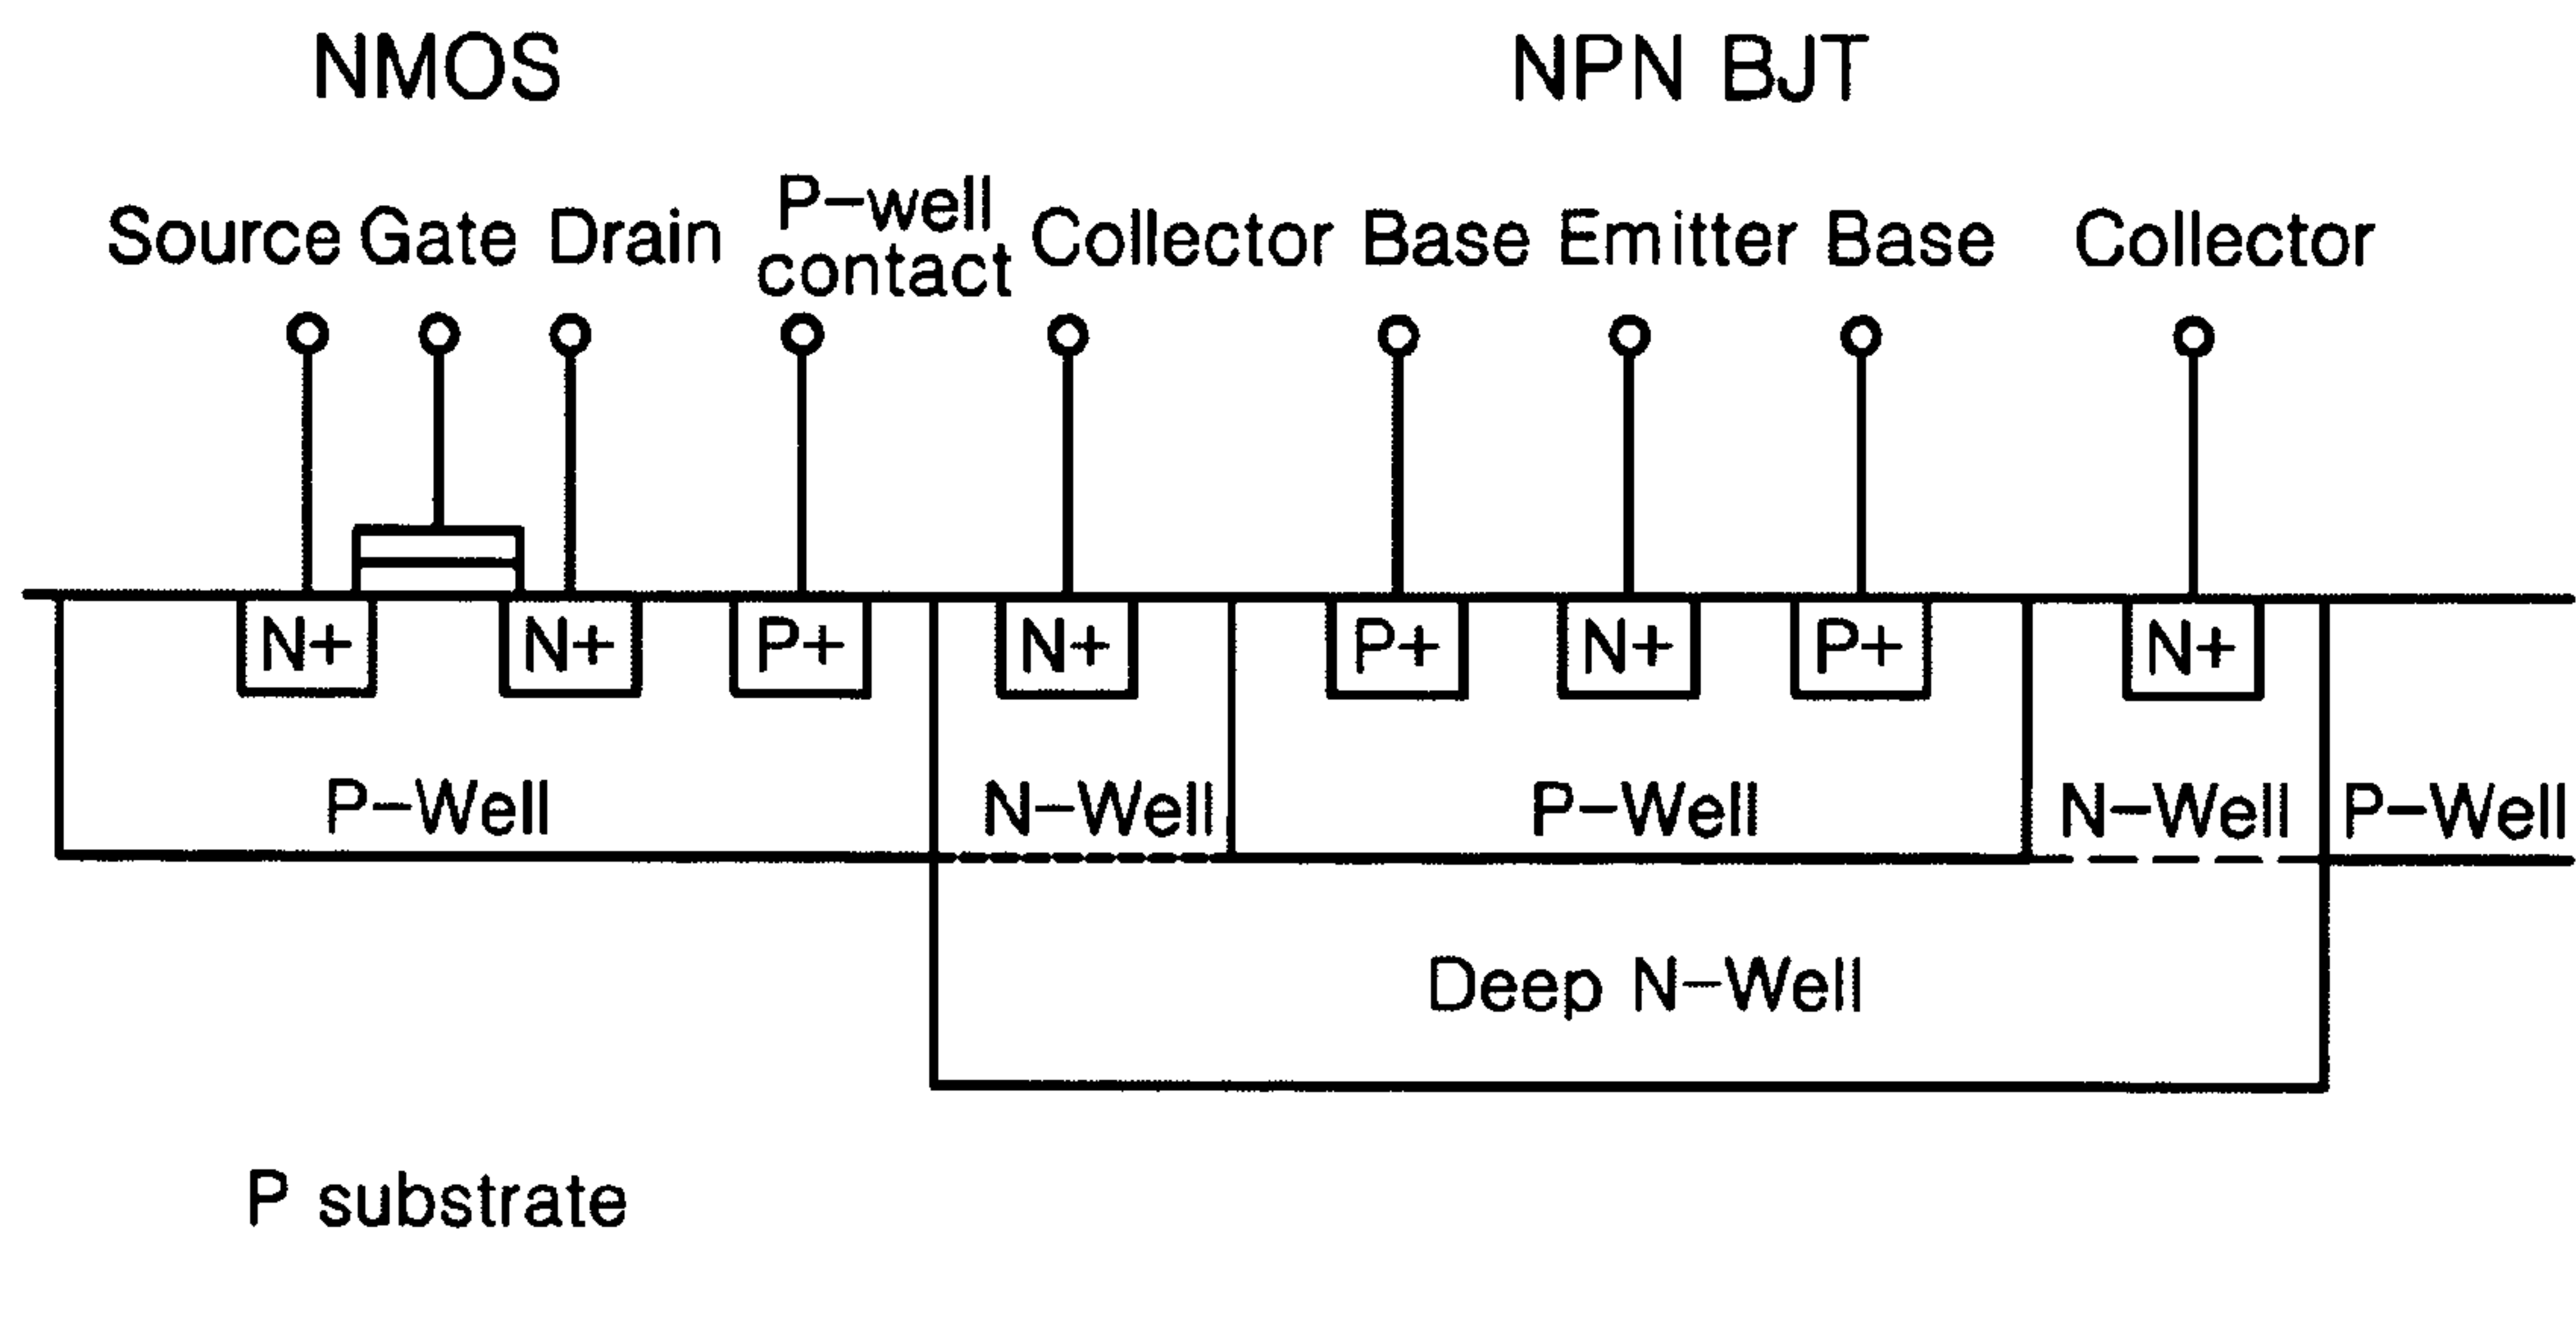 NMOS
NPN BJT
Source Gate Drain P-well contact Collector Base Emitter Base Collector
N+ N+ P+ N+ P+ N+ P+ N+
P-Well N-Well P-Well N-Well P-Well
Deep N-Well
P substrate